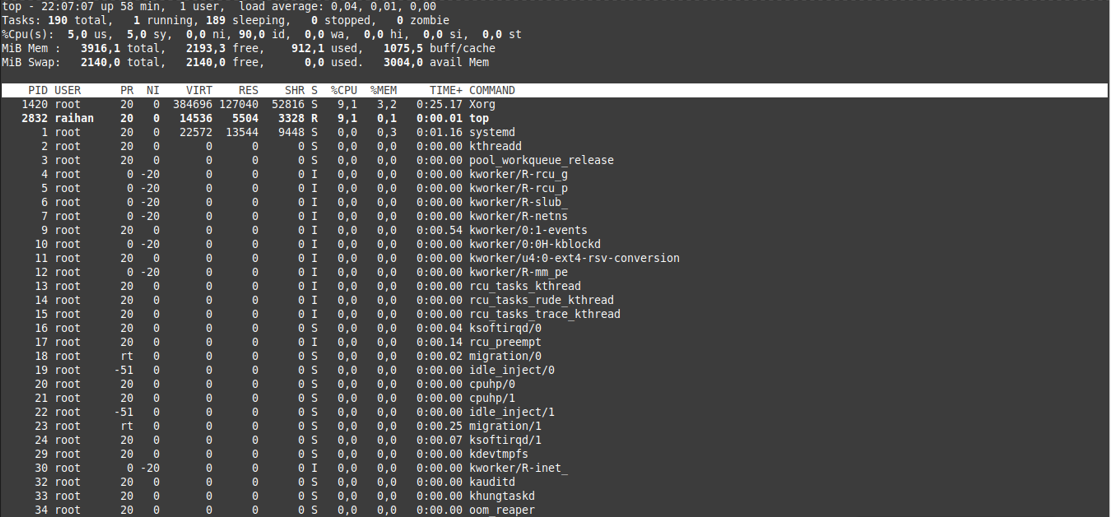 top - 22:07:07 up 58 min,  1 user,  load average: 0,04, 0,01, 0,00
Tasks: 190 total,   1 running, 189 sleeping,   0 stopped,   0 zombie
%Cpu(s):  5,0 us,  5,0 sy,  0,0 ni, 90,0 id,  0,0 wa,  0,0 hi,  0,0 si,  0,0 st
MiB Mem :   3916,1 total,   2193,3 free,    912,1 used,   1075,5 buff/cache
MiB Swap:   2140,0 total,   2140,0 free,      0,0 used.   3004,0 avail Mem
PID USER      PR  NI    VIRT    RES    SHR S  %CPU  %MEM     TIME+ COMMAND
1420 root      20   0  384696 127040  52816 S   9,1   3,2   0:25.17 Xorg
2832 raihan    20   0   14536   5504   3328 R   9,1   0,1   0:00.01 top
1 root      20   0   22572  13544   9448 S   0,0   0,3   0:01.16 systemd
2 root      20   0       0      0      0 S   0,0   0,0   0:00.00 kthreadd
3 root      20   0       0      0      0 S   0,0   0,0   0:00.00 pool_workqueue_release
4 root       0 -20       0      0      0 I   0,0   0,0   0:00.00 kworker/R-rcu_g
5 root       0 -20       0      0      0 I   0,0   0,0   0:00.00 kworker/R-rcu_p
6 root       0 -20       0      0      0 I   0,0   0,0   0:00.00 kworker/R-slub_
7 root       0 -20       0      0      0 I   0,0   0,0   0:00.00 kworker/R-netns
9 root      20   0       0      0      0 I   0,0   0,0   0:00.54 kworker/0:1-events
10 root       0 -20       0      0      0 I   0,0   0,0   0:00.00 kworker/0:0H-kblockd
11 root      20   0       0      0      0 I   0,0   0,0   0:00.00 kworker/u4:0-ext4-rsv-conversion
12 root       0 -20       0      0      0 I   0,0   0,0   0:00.00 kworker/R-mm_pe
13 root      20   0       0      0      0 I   0,0   0,0   0:00.00 rcu_tasks_kthread
14 root      20   0       0      0      0 I   0,0   0,0   0:00.00 rcu_tasks_rude_kthread
15 root      20   0       0      0      0 I   0,0   0,0   0:00.00 rcu_tasks_trace_kthread
16 root      20   0       0      0      0 S   0,0   0,0   0:00.04 ksoftirqd/0
17 root      20   0       0      0      0 I   0,0   0,0   0:00.14 rcu_preempt
18 root      rt   0       0      0      0 S   0,0   0,0   0:00.02 migration/0
19 root     -51   0       0      0      0 S   0,0   0,0   0:00.00 idle_inject/0
20 root      20   0       0      0      0 S   0,0   0,0   0:00.00 cpuhp/0
21 root      20   0       0      0      0 S   0,0   0,0   0:00.00 cpuhp/1
22 root     -51   0       0      0      0 S   0,0   0,0   0:00.00 idle_inject/1
23 root      rt   0       0      0      0 S   0,0   0,0   0:00.25 migration/1
24 root      20   0       0      0      0 S   0,0   0,0   0:00.07 ksoftirqd/1
29 root      20   0       0      0      0 S   0,0   0,0   0:00.00 kdevtmpfs
30 root       0 -20       0      0      0 I   0,0   0,0   0:00.00 kworker/R-inet_
32 root      20   0       0      0      0 S   0,0   0,0   0:00.00 kauditd
33 root      20   0       0      0      0 S   0,0   0,0   0:00.00 khungtaskd
34 root      20   0       0      0      0 S   0,0   0,0   0:00.00 oom_reaper